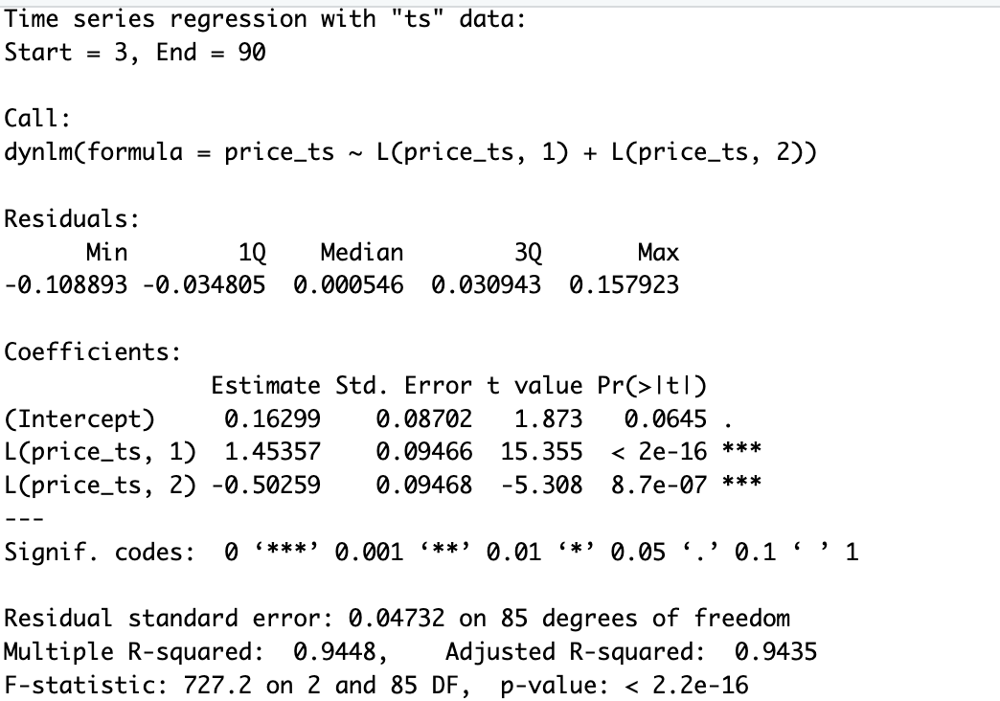 Time series regression with "ts" data:
Start = 3, End = 90
Call:
dynlm(formula = price_ts ~ L(price_ts, 1) + L(price_ts, 2))
Residuals:
Min 1Q Median 3Q Max
-0.108893 -0.034805 0.000546 0.030943 0.157923
Coefficients:
Estimate Std. Error t value Pr(>|t|)
(Intercept) 0.16299 0.08702 1.873 0.0645 .
L(price_ts, 1) 1.45357 0.09466 15.355 < 2e-16 ***
L(price_ts, 2) -0.50259 0.09468 -5.308 8.7e-07 ***
---
Signif. codes: 0 ‘***’ 0.001 ‘**’ 0.01 ‘*’ 0.05 ‘.’ 0.1 ‘ ’ 1
Residual standard error: 0.04732 on 85 degrees of freedom
Multiple R-squared: 0.9448, Adjusted R-squared: 0.9435
F-statistic: 727.2 on 2 and 85 DF, p-value: < 2.2e-16